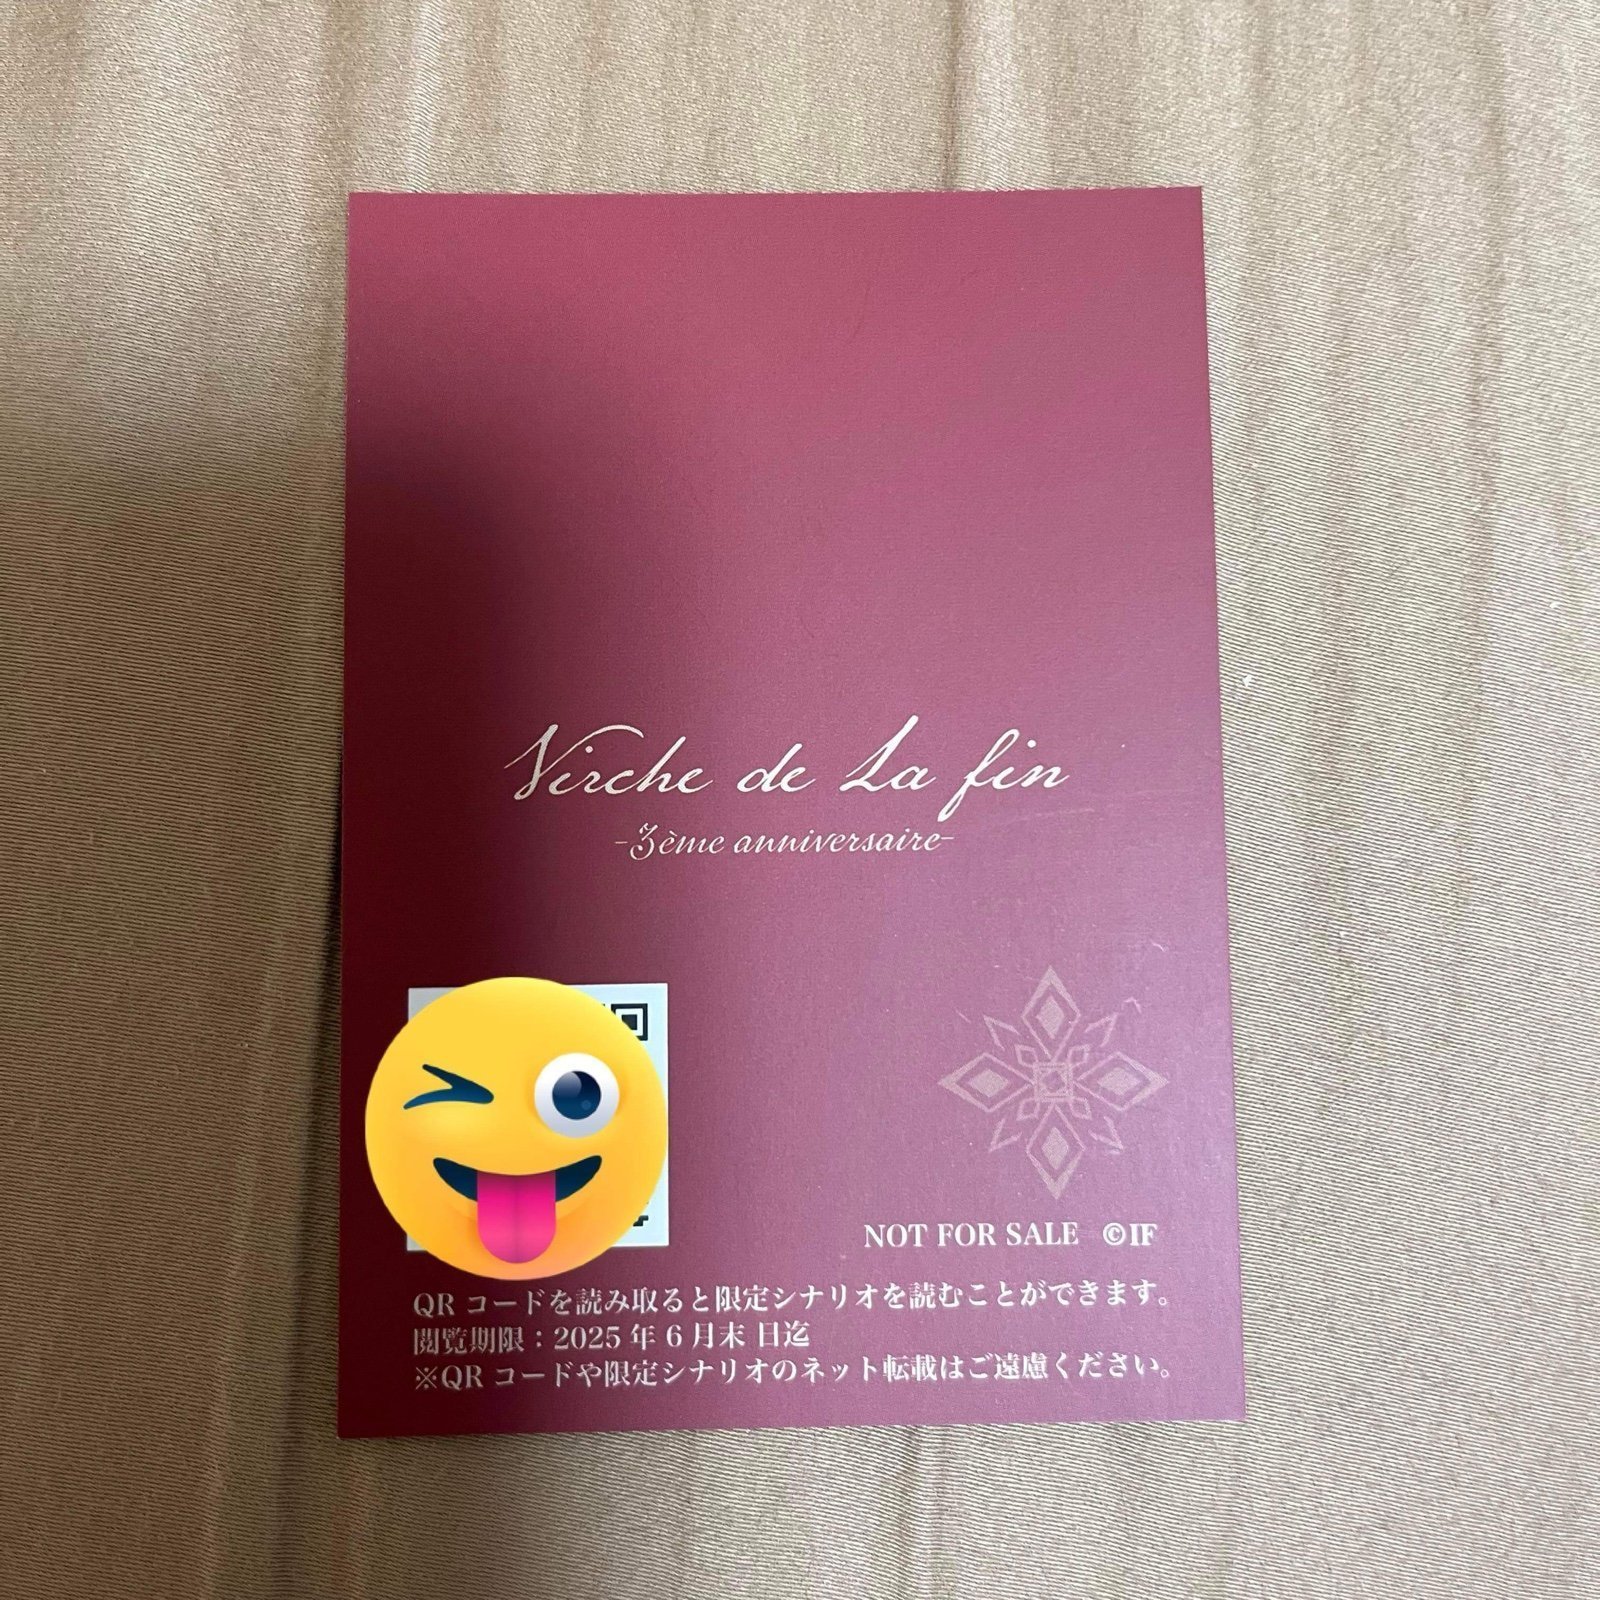 Virche de La fin
-3ème anniversaire-
NOT FOR SALE ©IF
QR コードを読み取ると限定シナリオを読むことができます。
閲覧期限：2025 年 6 月末 日迄
※QR コードや限定シナリオのネット転載はご遠慮ください。